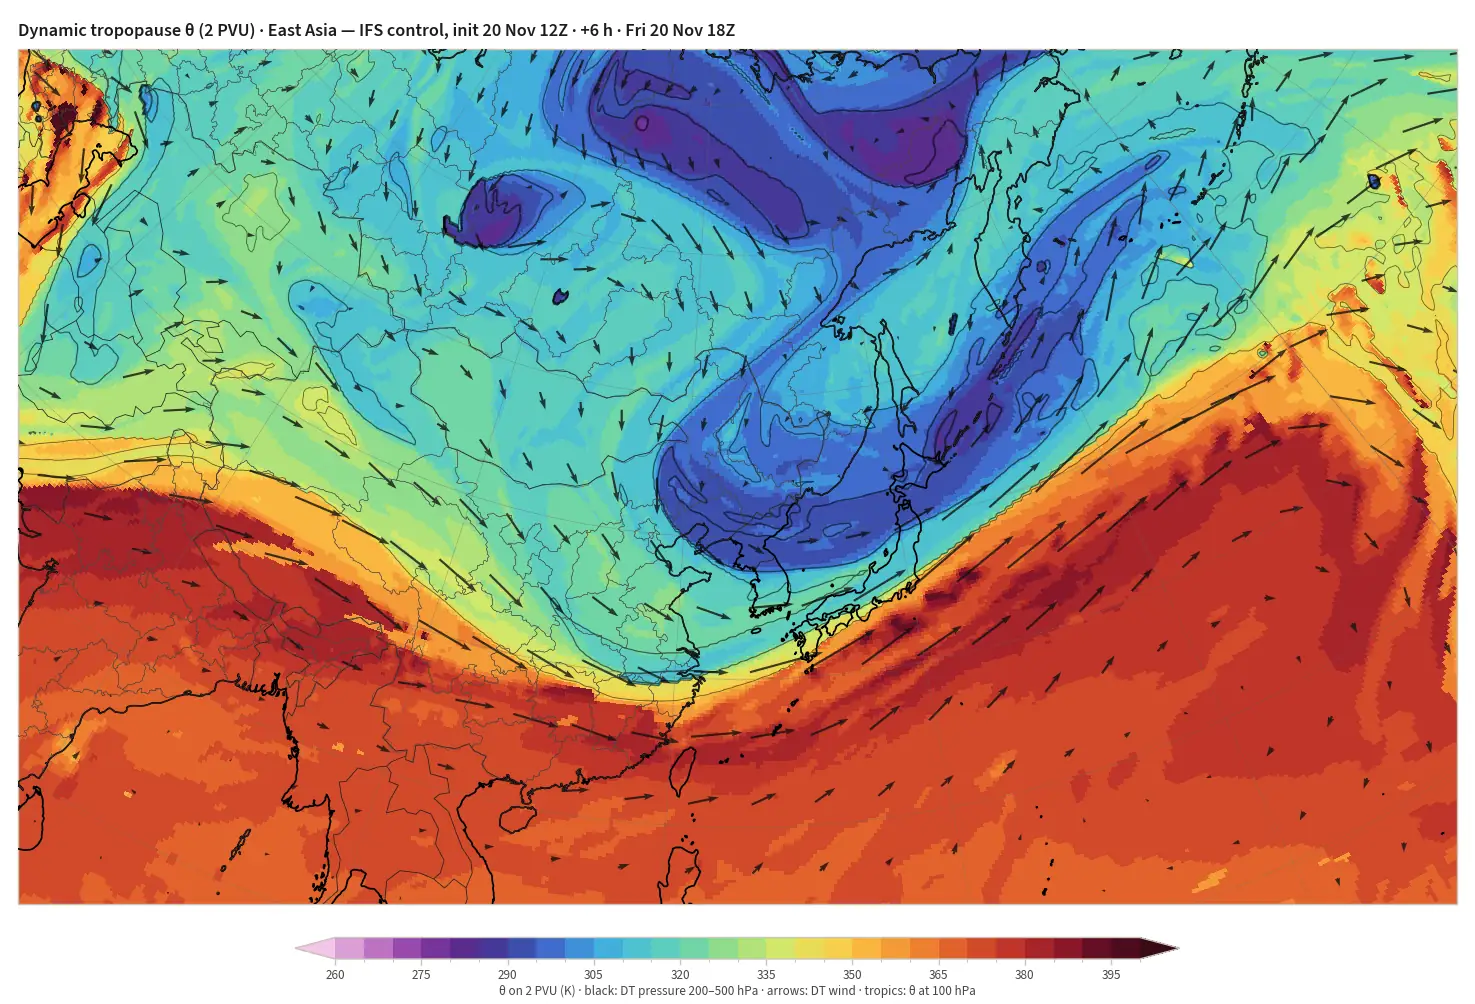 Dynamic tropopause θ (2 PVU) · East Asia — IFS control, init 20 Nov 12Z · +6 h · Fri 20 Nov 18Z
260 275 290 305 320 335 350 365 380 395
θ on 2 PVU (K) · black: DT pressure 200–500 hPa · arrows: DT wind · tropics: θ at 100 hPa